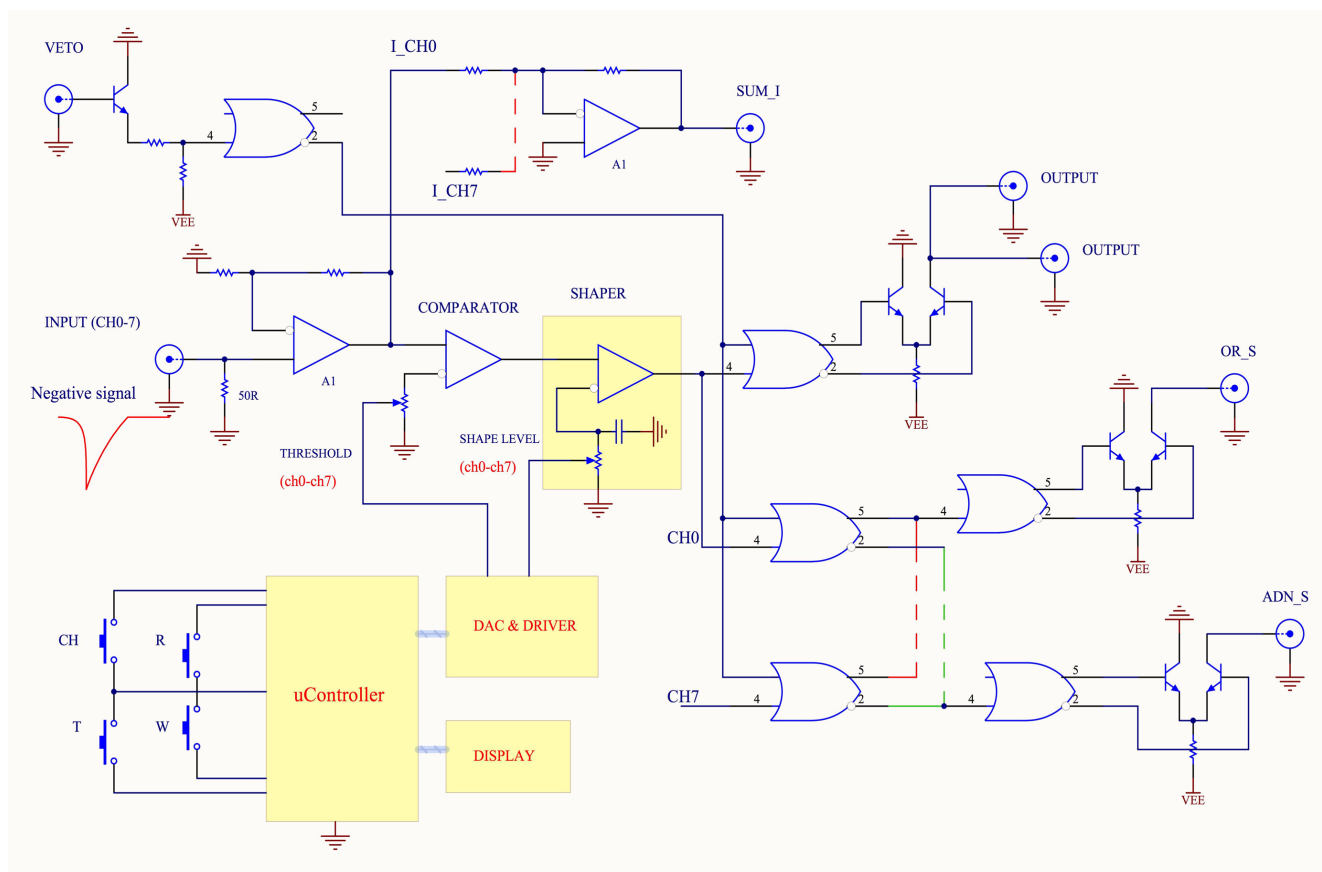 VETO
I_CH0
5
4
2
SUM_I
A1
I_CH7
VEE
OUTPUT
OUTPUT
INPUT (CH0-7)
COMPARATOR
SHAPER
A1
50R
Negative signal
THRESHOLD
(ch0-ch7)
SHAPE LEVEL
(ch0-ch7)
5
4
2
VEE
OR_S
CH0
5
4
2
5
4
2
VEE
ADN_S
CH7
5
4
2
5
4
2
VEE
CH
R
T
W
uController
DAC & DRIVER
DISPLAY